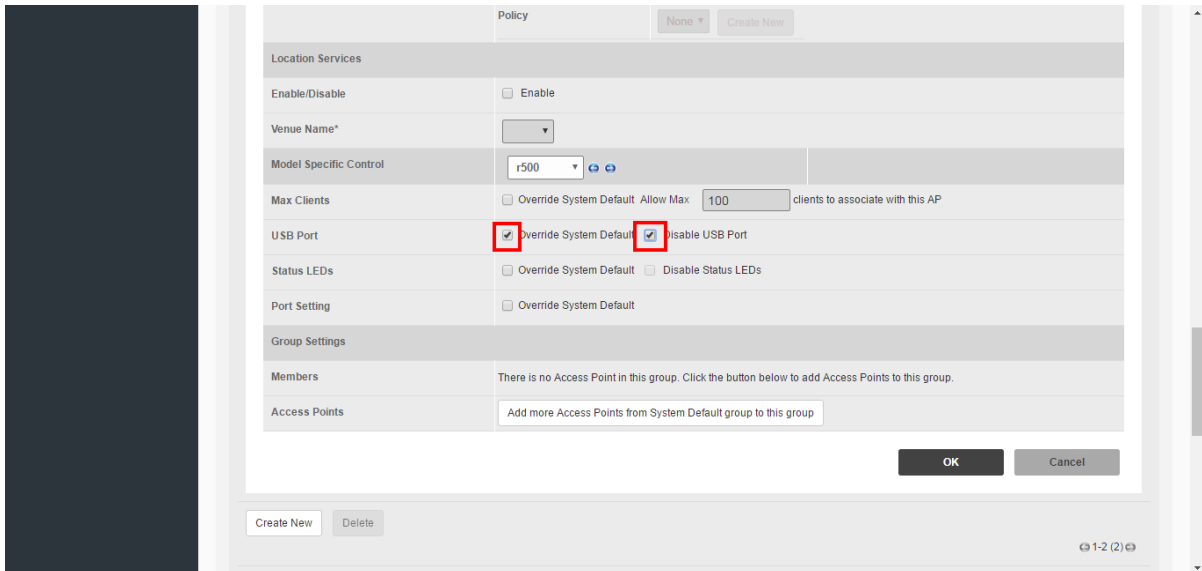 Policy None Create New
Location Services
Enable/Disable Enable
Venue Name*
Model Specific Control r500
Max Clients Override System Default Allow Max 100 clients to associate with this AP
USB Port Override System Default Disable USB Port
Status LEDs Override System Default Disable Status LEDs
Port Setting Override System Default
Group Settings
Members There is no Access Point in this group. Click the button below to add Access Points to this group.
Access Points Add more Access Points from System Default group to this group
OK Cancel
Create New Delete
1-2 (2)